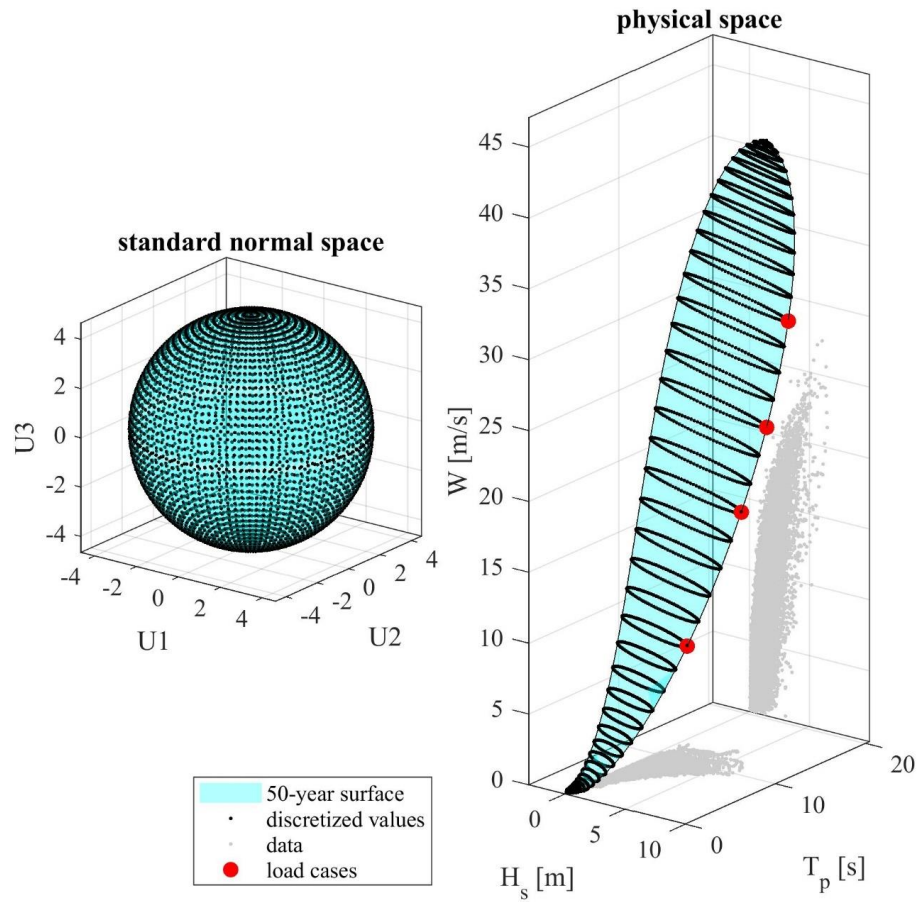 physical space
45
40
35
30
25
20
15
10
5
0
W [m/s]
0
5
10
H_s [m]
0
10
20
T_p [s]
standard normal space
4
2
0
-2
-4
U3
-4
-2
0
2
4
U1
-4
-2
0
2
4
U2
50-year surface
discretized values
data
load cases